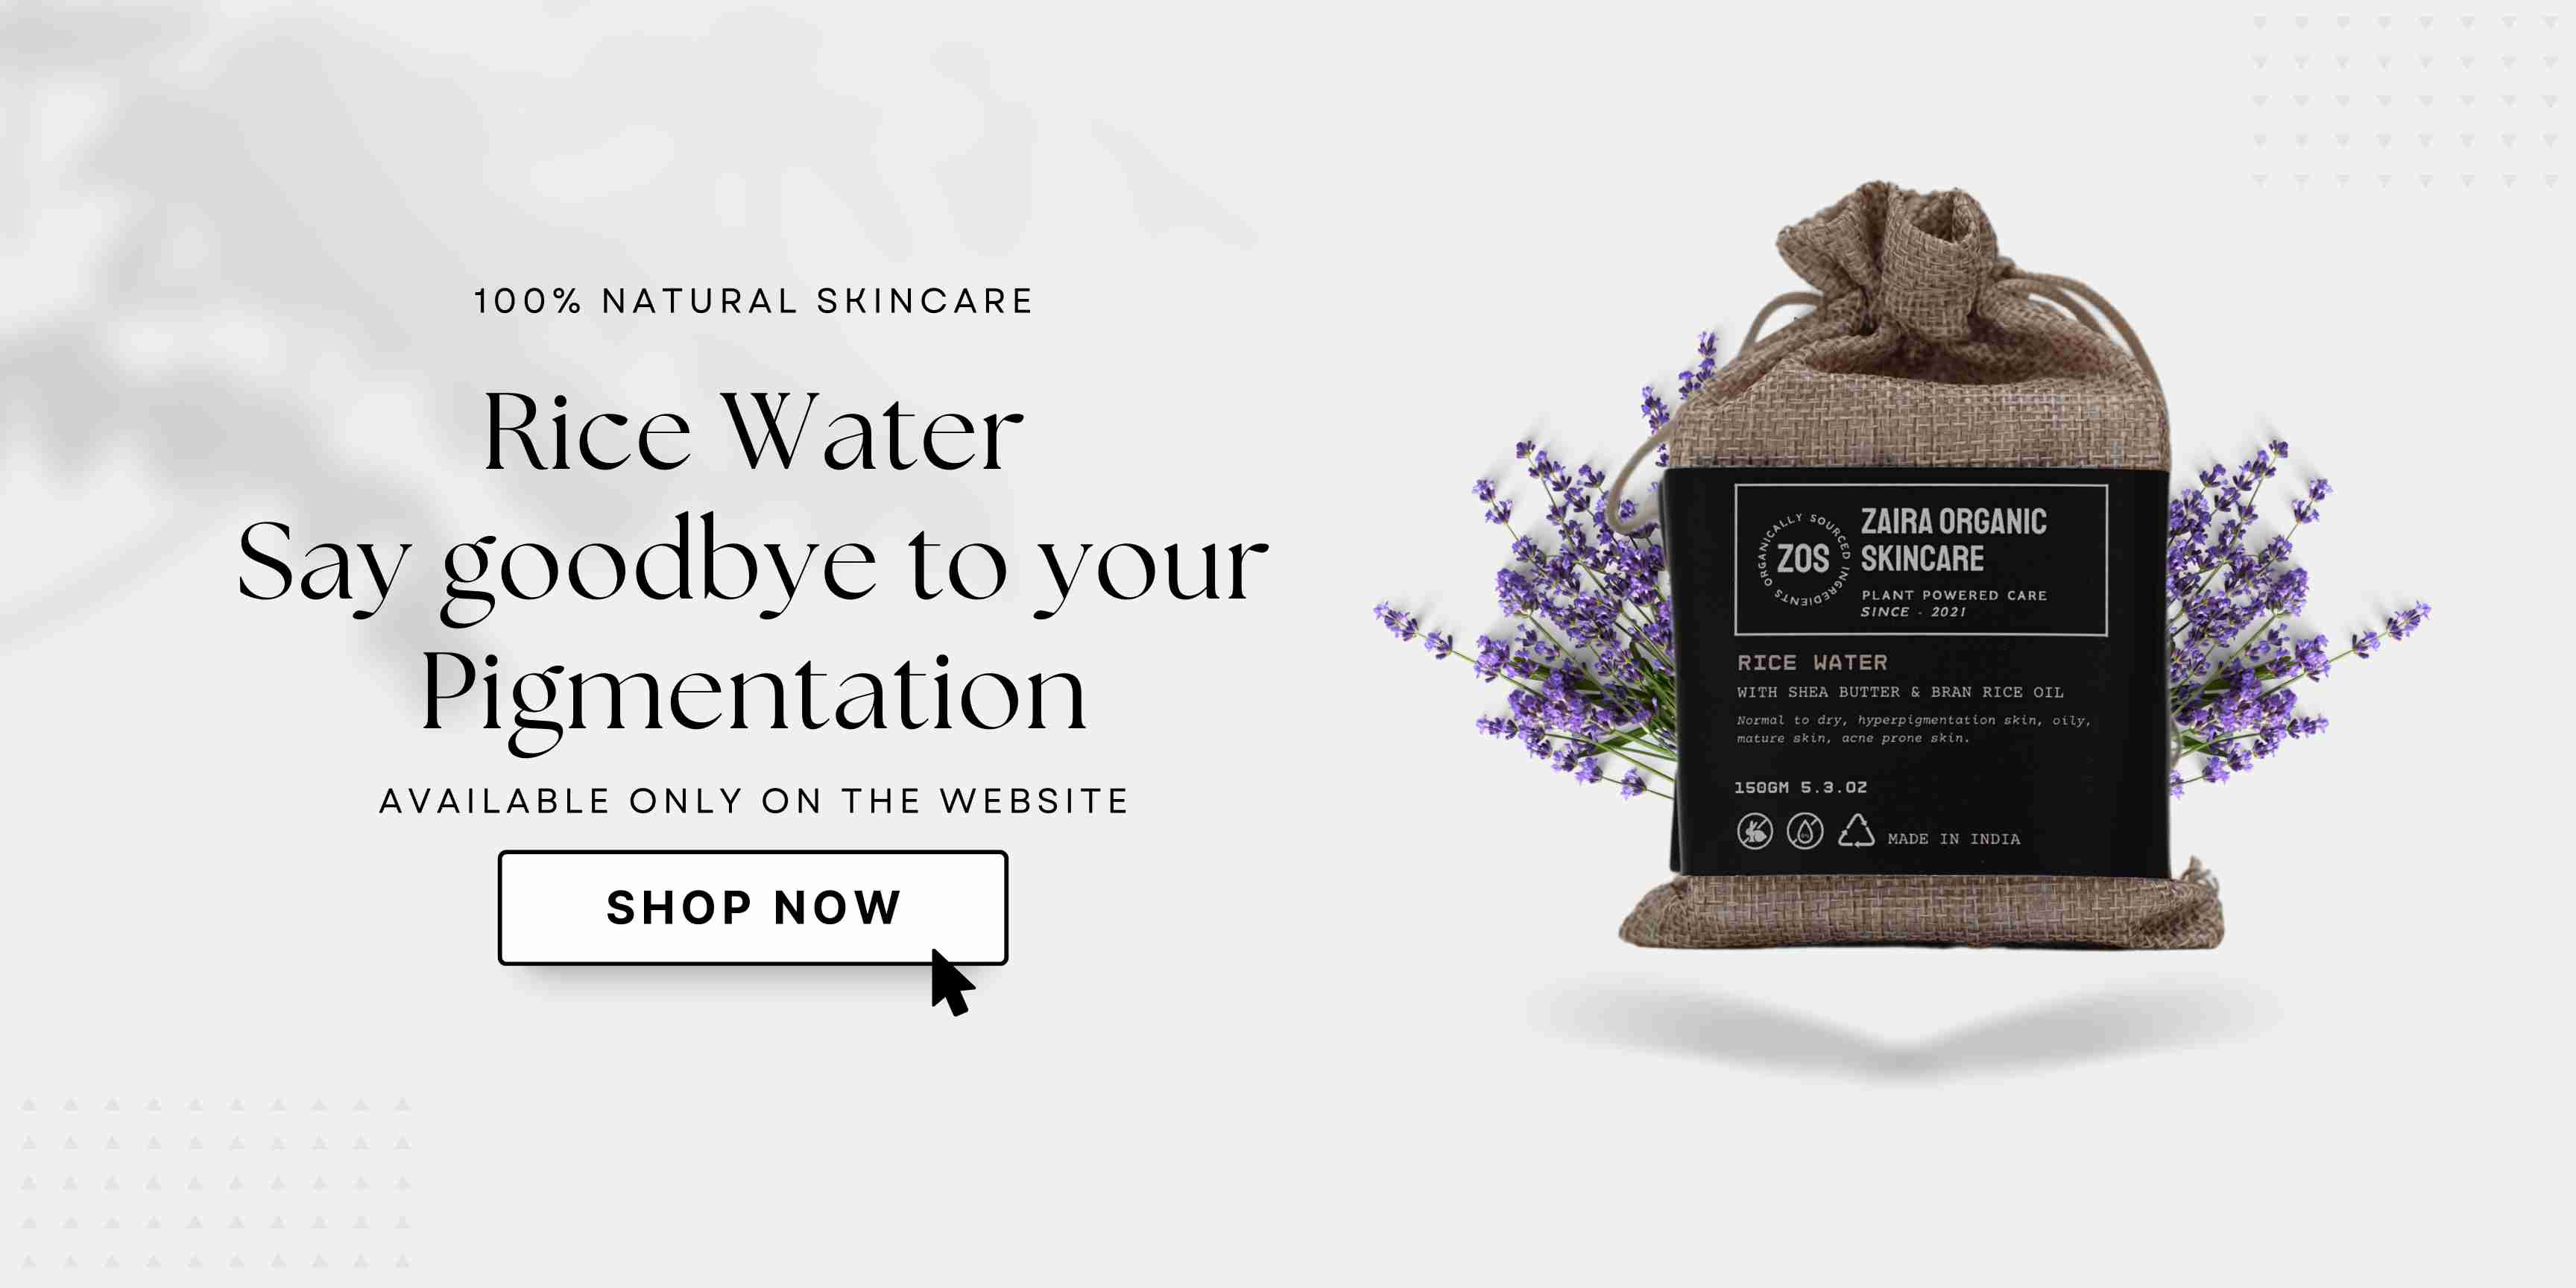 100% NATURAL SKINCARE
Rice Water
Say goodbye to your
Pigmentation
AVAILABLE ONLY ON THE WEBSITE
SHOP NOW
ORGANICALLY SOURCED INGREDIENTS
ZOS
ZAIRA ORGANIC
SKINCARE
PLANT POWERED CARE
SINCE - 2021
RICE WATER
WITH SHEA BUTTER & BRAN RICE OIL
Normal to dry, hyperpigmentation skin, oily,
mature skin, acne prone skin.
150GM 5.3.OZ
MADE IN INDIA